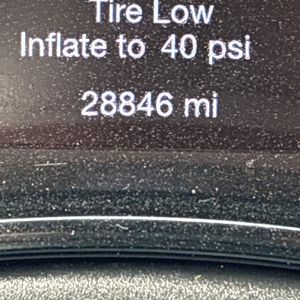 Tire Low
Inflate to 40 psi
28846 mi